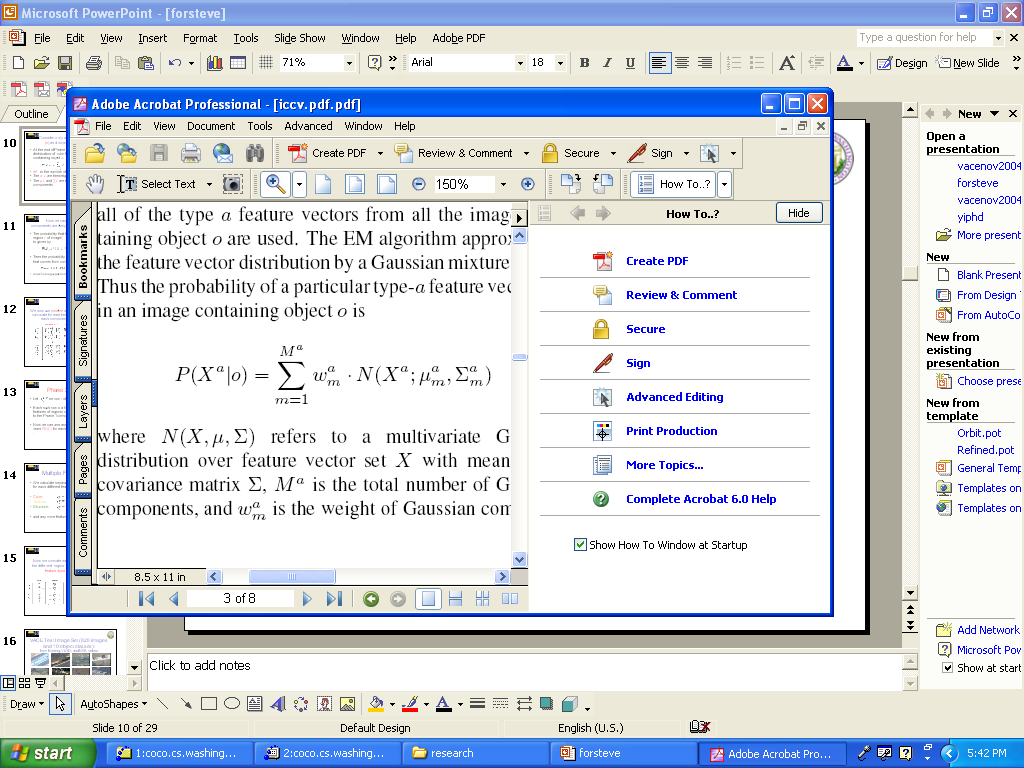 Microsoft PowerPoint - [forsteve]
File Edit View Insert Format Tools Slide Show Window Help Adobe PDF
Type a question for help
71% Arial 18 B I U A A Design New Slide
Outline
Adobe Acrobat Professional - [iccv.pdf.pdf]
File Edit View Document Tools Advanced Window Help
Create PDF Review & Comment Secure Sign
Select Text 150% How To..?
Bookmarks
Signatures
Layers
Pages
Comments
all of the type a feature vectors from all the imag
taining object o are used. The EM algorithm approx
the feature vector distribution by a Gaussian mixture
Thus the probability of a particular type-a feature vec
in an image containing object o is
P(X^a|o) = \sum_{m=1}^{M^a} w_m^a · N(X^a; μ_m^a, Σ_m^a)
where N(X, μ, Σ) refers to a multivariate G
distribution over feature vector set X with mean
covariance matrix Σ, M^a is the total number of G
components, and w_m^a is the weight of Gaussian com
8.5 x 11 in
3 of 8
How To..? Hide
Create PDF
Review & Comment
Secure
Sign
Advanced Editing
Print Production
More Topics...
Complete Acrobat 6.0 Help
Show How To Window at Startup
10
11
12
13
14
15
16
New
Open a
presentation
vacenov2004
forsteve
vacenov2004
yiphd
More present
New
Blank Present
From Design
From AutoCo
New from
existing
presentation
Choose prese
New from
template
Orbit.pot
Refined.pot
General Temp
Templates on
Templates on
Add Network
Microsoft Pow
Show at start
Click to add notes
Draw AutoShapes
Slide 10 of 29 Default Design English (U.S.)
start 1:coco.cs.washing... 2:coco.cs.washing... research forsteve Adobe Acrobat Pro... 5:42 PM